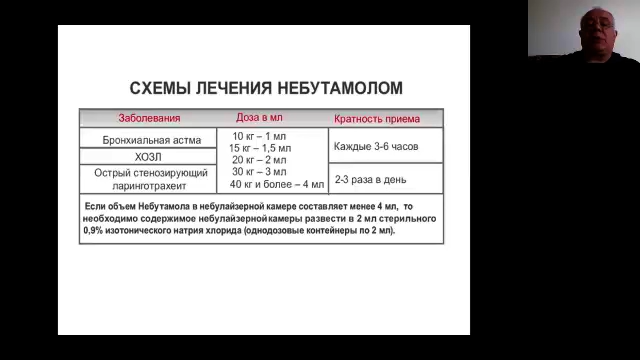 СХЕМЫ ЛЕЧЕНИЯ НЕБУТАМОЛОМ
Заболевания Доза в мл Кратность приема
Бронхиальная астма
ХОЗЛ
Острый стенозирующий
ларинготрахеит
10 кг – 1 мл
15 кг – 1,5 мл
20 кг – 2 мл
30 кг – 3 мл
40 кг и более – 4 мл
Каждые 3-6 часов
2-3 раза в день
Если объем Небутамола в небулайзерной камере составляет менее 4 мл, то
необходимо содержимое небулайзерной камеры развести в 2 мл стерильного
0,9% изотонического натрия хлорида (однодозовые контейнеры по 2 мл).